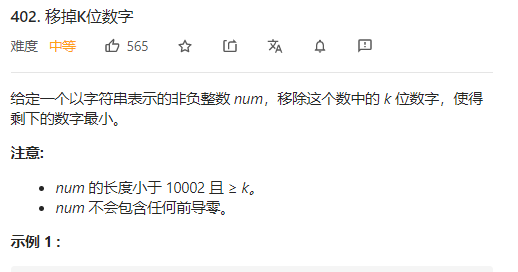 402. 移掉K位数字
难度 中等 565
给定一个以字符串表示的非负整数 num，移除这个数中的 k 位数字，使得
剩下的数字最小。
注意:
• num 的长度小于 10002 且 ≥ k。
• num 不会包含任何前导零。
示例 1 :